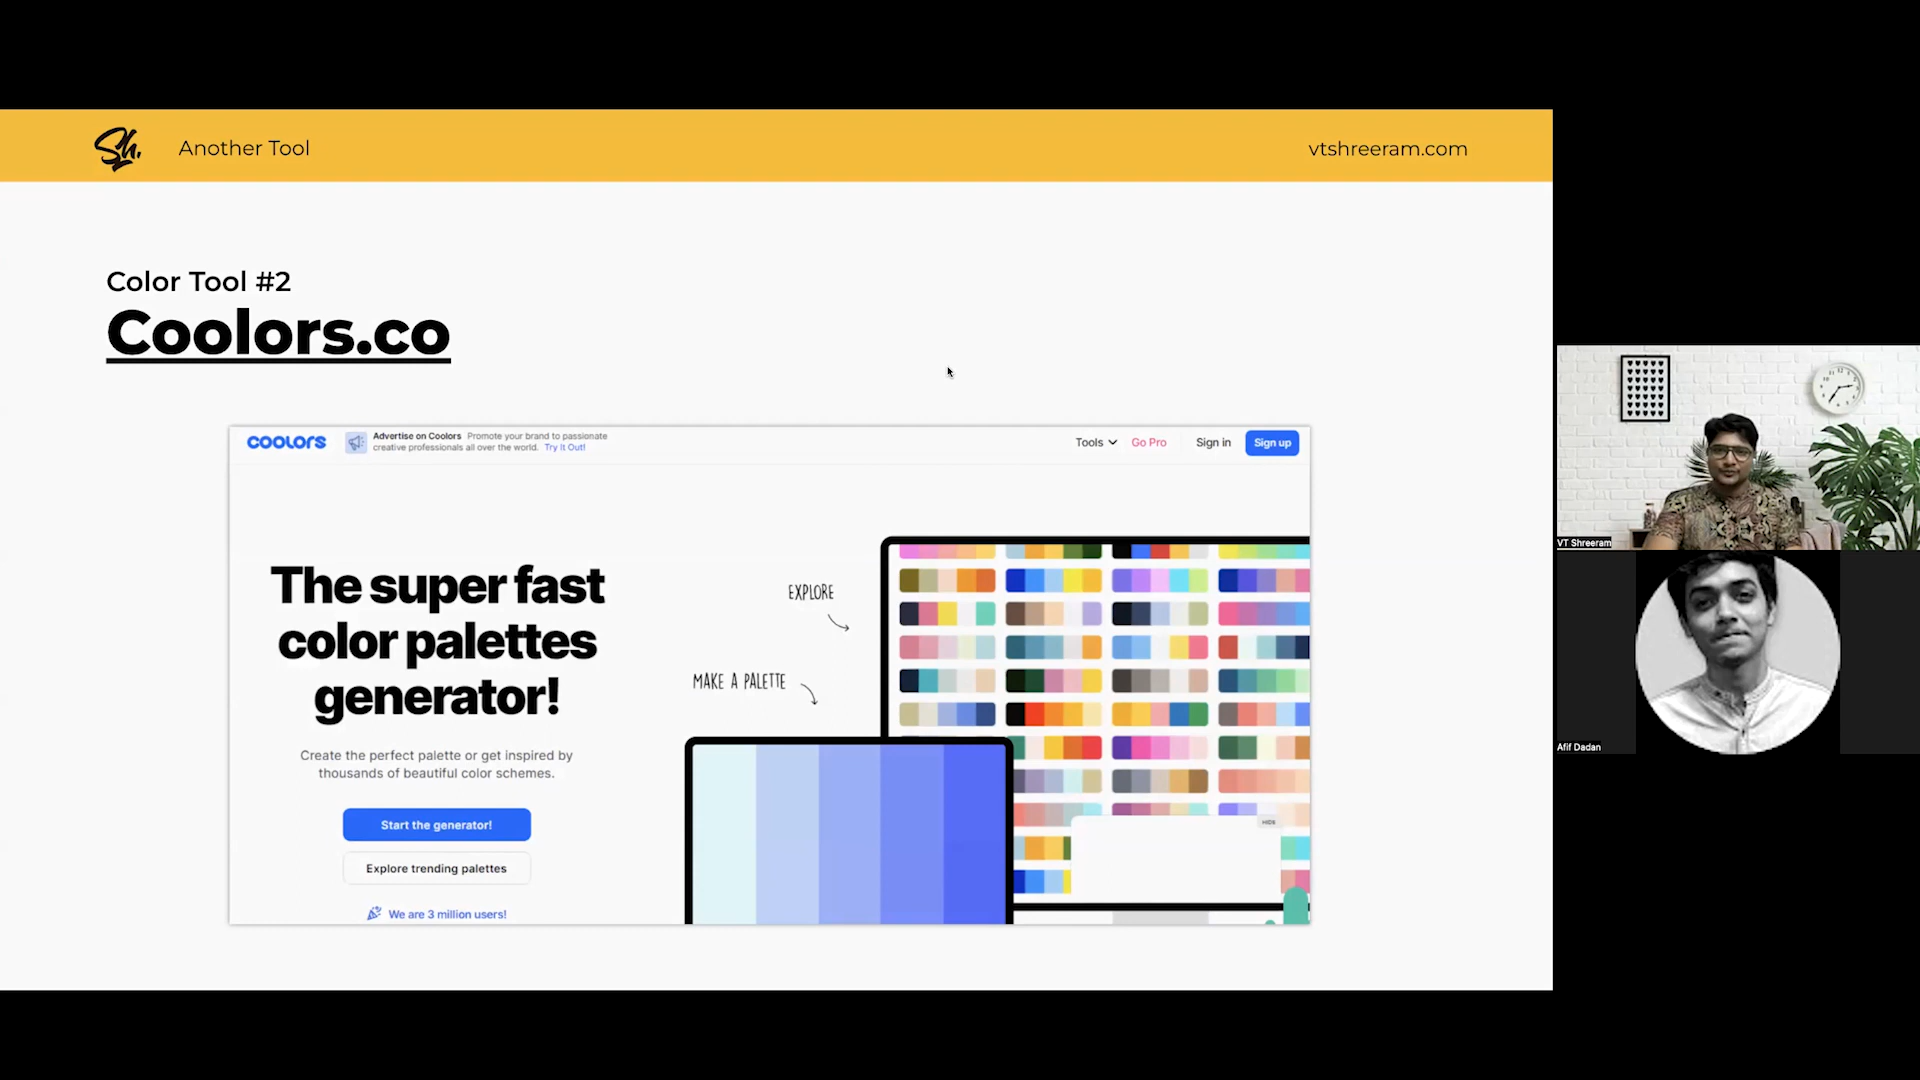 Sh.
Another Tool
vtshreeram.com
Color Tool #2
Coolors.co
coolors
Advertise on Coolors Promote your brand to passionate
creative professionals all over the world. Try It Out!
Tools
Go Pro
Sign in
Sign up
The super fast
color palettes
generator!
Create the perfect palette or get inspired by
thousands of beautiful color schemes.
Start the generator!
Explore trending palettes
We are 3 million users!
EXPLORE
MAKE A PALETTE
HIDE
VT Shreeram
Afif Dadan